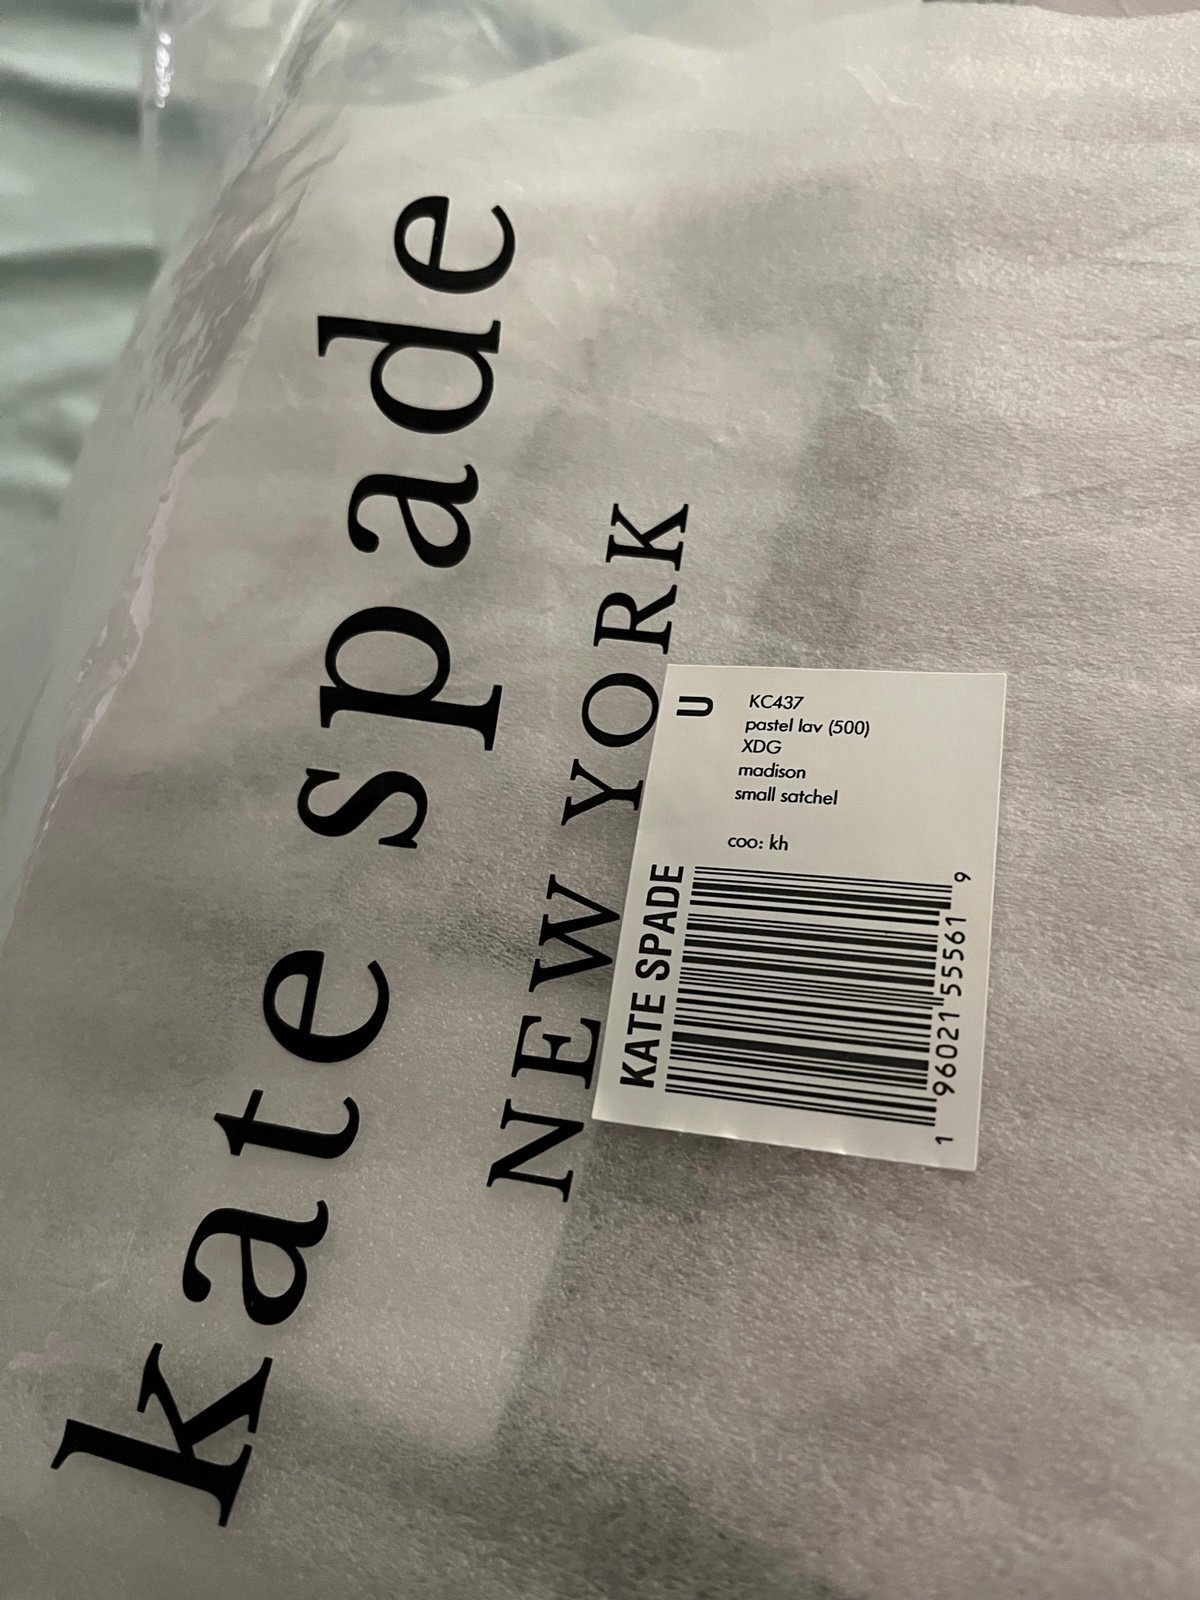 kate spade
NEW YORK
U
KC437
pastel lav (500)
XDG
madison
small satchel
coo: kh
KATE SPADE
1 96021 55561 9